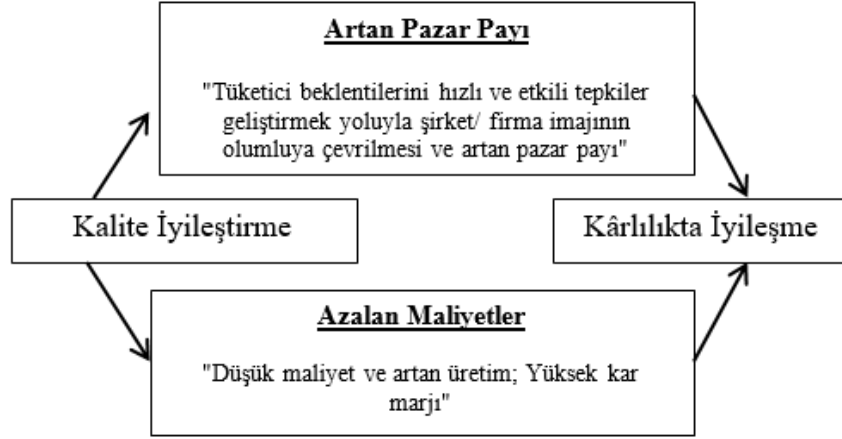 Artan Pazar Payı
"Tüketici beklentilerini hızlı ve etkili tepkiler
geliştirmek yoluyla şirket/ firma imajının
olumluya çevrilmesi ve artan pazar payı"
Kalite İyileştirme
Kârlılıkta İyileşme
Azalan Maliyetler
"Düşük maliyet ve artan üretim; Yüksek kar
marjı"